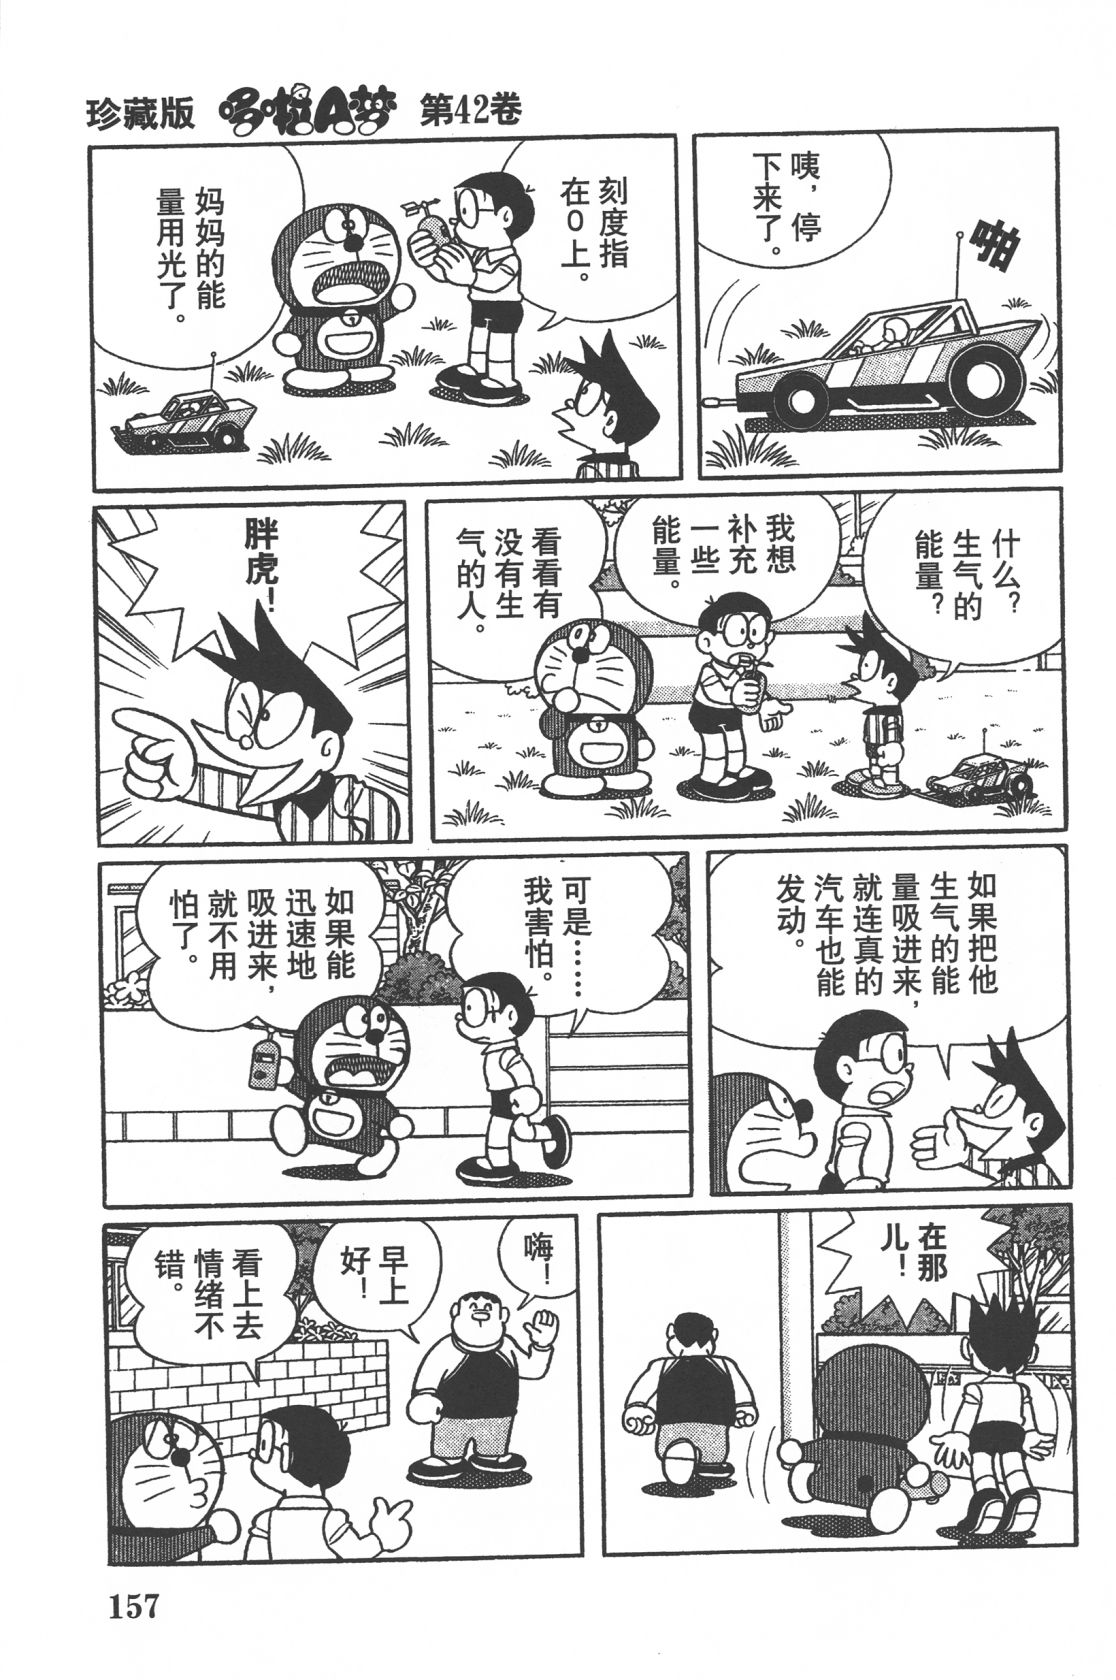 珍藏版 哆啦A梦 第42卷
咦，停
下来了。
啪
刻度指
在0上。
妈妈的能
量用光了。
什么？
生气的
能量？
我想
补充
一些
能量。
看看有
没有生
气的人。
胖虎！
如果把他
生气的能
量吸进来，
就连真的
汽车也能
发动。
可是……
我害怕。
如果能
迅速地
吸进来，
就不用
怕了。
在那
儿！
嗨！
早上
好！
看上去
情绪不
错。
157